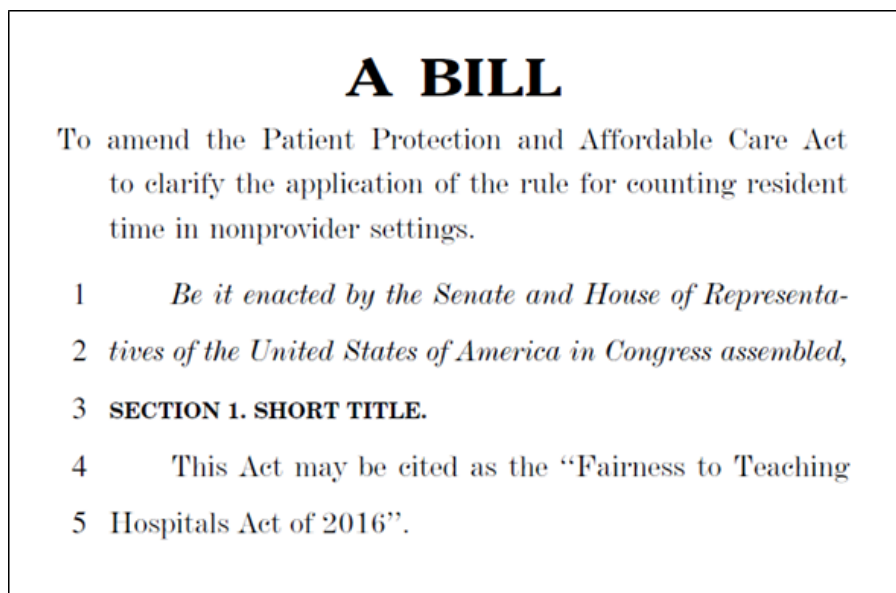 A BILL
To amend the Patient Protection and Affordable Care Act
to clarify the application of the rule for counting resident
time in nonprovider settings.
1 Be it enacted by the Senate and House of Representa-
2 tives of the United States of America in Congress assembled,
3 SECTION 1. SHORT TITLE.
4 This Act may be cited as the ‘‘Fairness to Teaching
5 Hospitals Act of 2016’’.